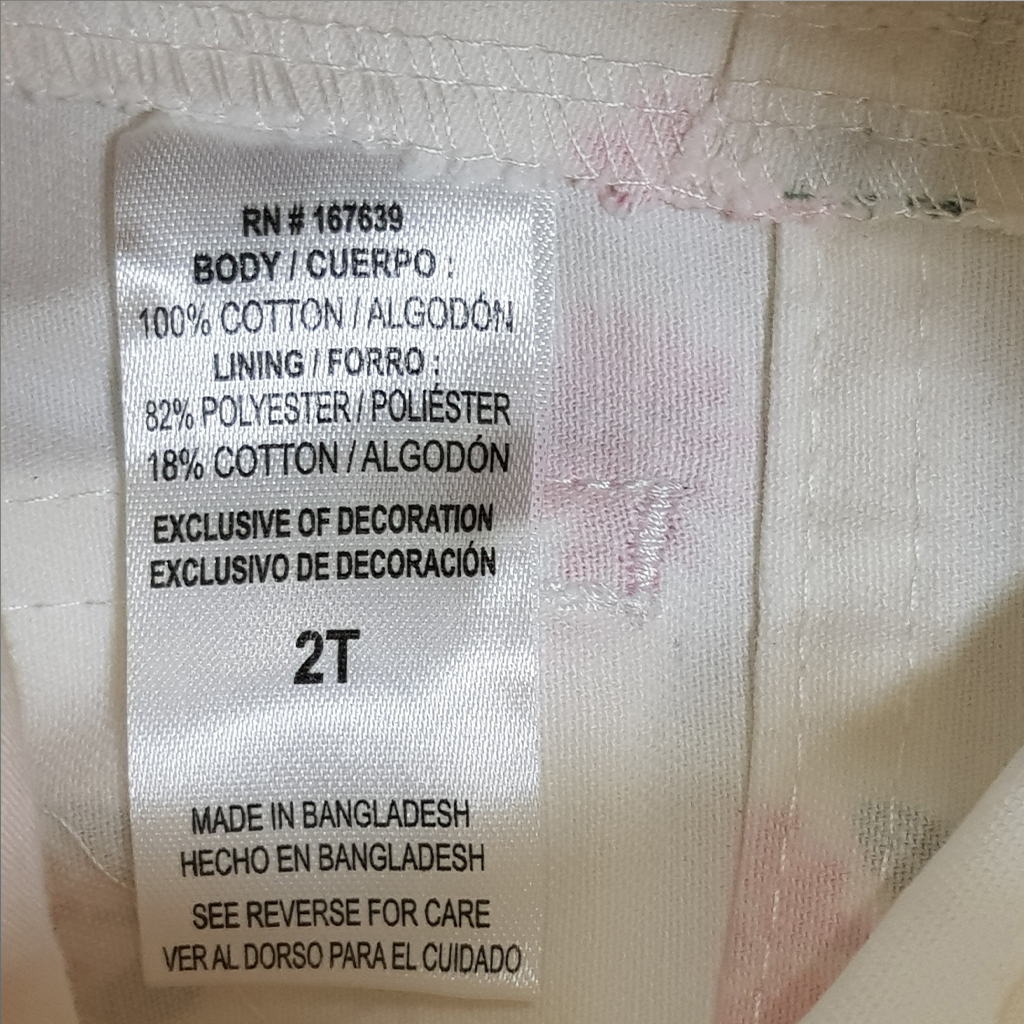 RN # 167639
BODY / CUERPO :
100% COTTON / ALGODÓN
LINING / FORRO :
82% POLYESTER / POLIÉSTER
18% COTTON / ALGODÓN
EXCLUSIVE OF DECORATION
EXCLUSIVO DE DECORACIÓN
2T
MADE IN BANGLADESH
HECHO EN BANGLADESH
SEE REVERSE FOR CARE
VER AL DORSO PARA EL CUIDADO